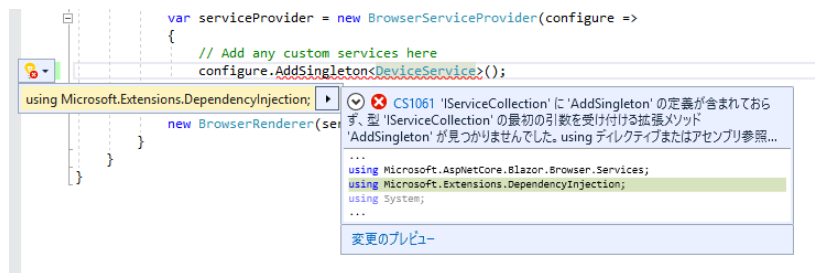 var serviceProvider = new BrowserServiceProvider(configure =>
{
// Add any custom services here
configure.AddSingleton<DeviceService>();
using Microsoft.Extensions.DependencyInjection;
CS1061 'IServiceCollection' に 'AddSingleton' の定義が含まれておら
ず、型 'IServiceCollection' の最初の引数を受け付ける拡張メソッド
'AddSingleton' が見つかりませんでした。using ディレクティブまたはアセンブリ参照...
new BrowserRenderer(ser
}
}
}
...
using Microsoft.AspNetCore.Blazor.Browser.Services;
using Microsoft.Extensions.DependencyInjection;
using System;
...
変更のプレビュー